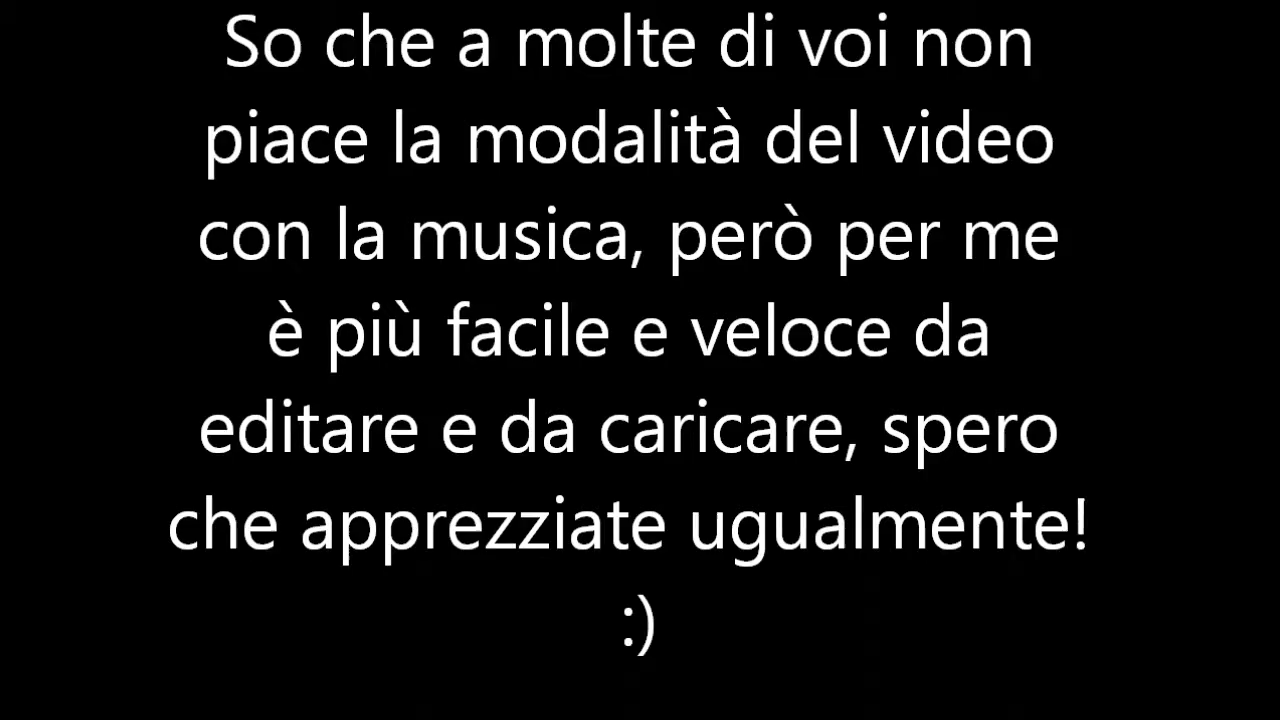 So che a molte di voi non
piace la modalità del video
con la musica, però per me
è più facile e veloce da
editare e da caricare, spero
che apprezziate ugualmente!
:)